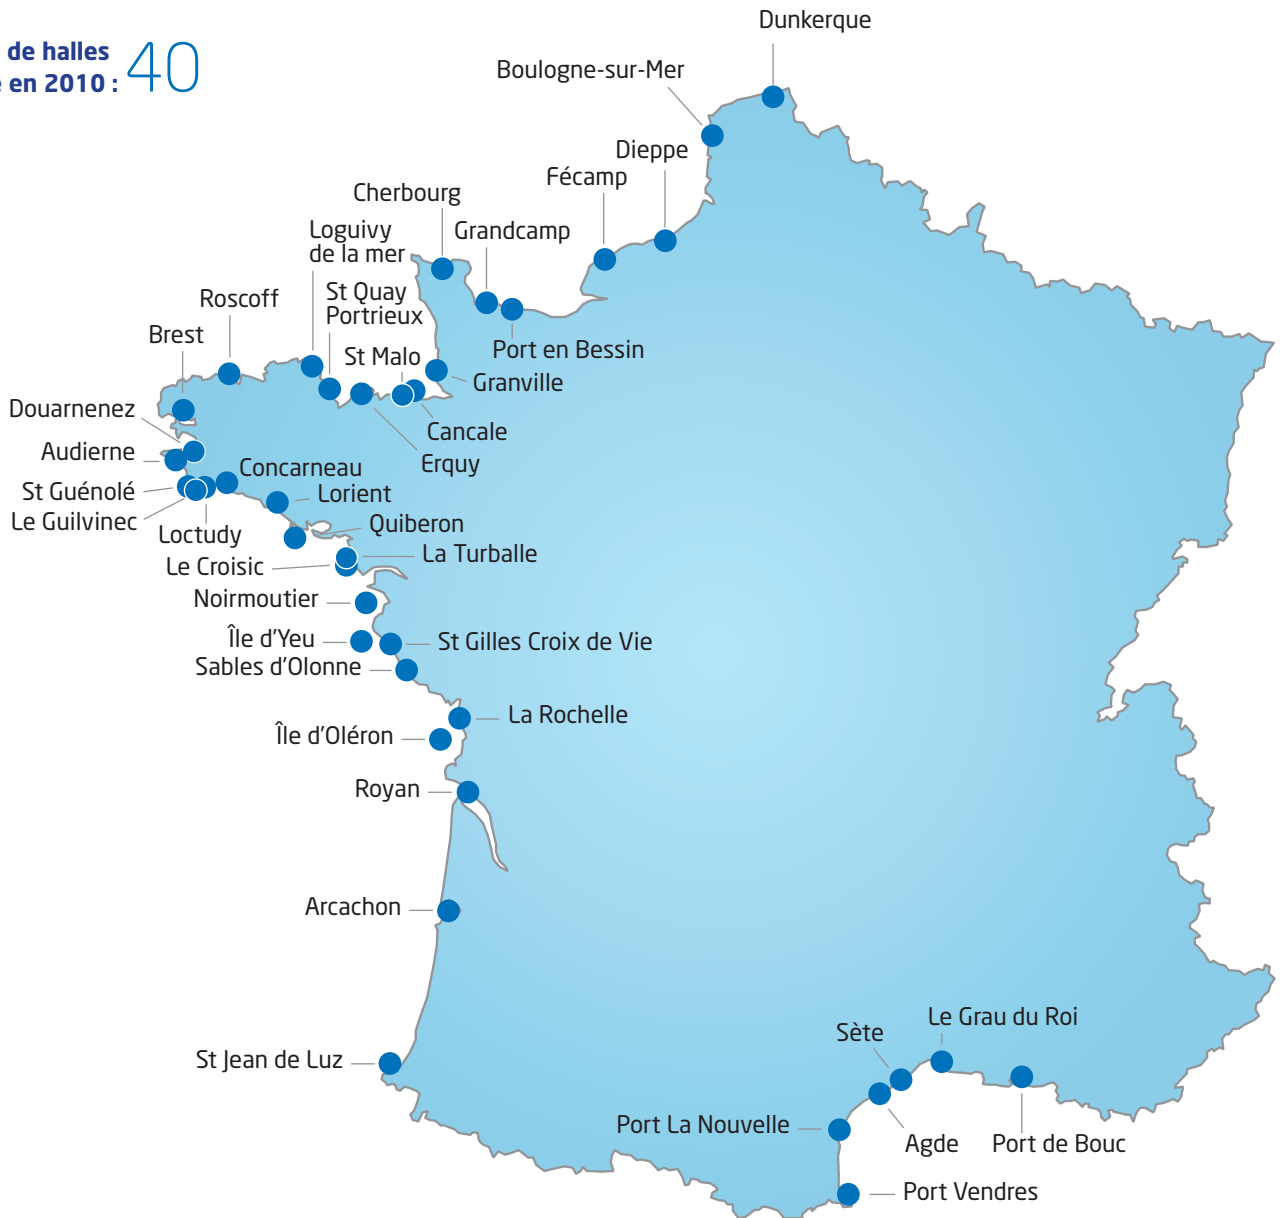 de halles
en 2010 :
40
Dunkerque
Boulogne-sur-Mer
Dieppe
Fécamp
Cherbourg
Grandcamp
Loguivy
de la mer
Roscoff
St Quay
Portrieux
Brest
St Malo
Port en Bessin
Granville
Douarnenez
Cancale
Audierne
Erquy
Concarneau
St Guénolé
Lorient
Le Guilvinec
Loctudy
Quiberon
La Turballe
Le Croisic
Noirmoutier
Île d'Yeu
St Gilles Croix de Vie
Sables d'Olonne
La Rochelle
Île d'Oléron
Royan
Arcachon
Le Grau du Roi
Sète
St Jean de Luz
Port La Nouvelle
Agde
Port de Bouc
Port Vendres